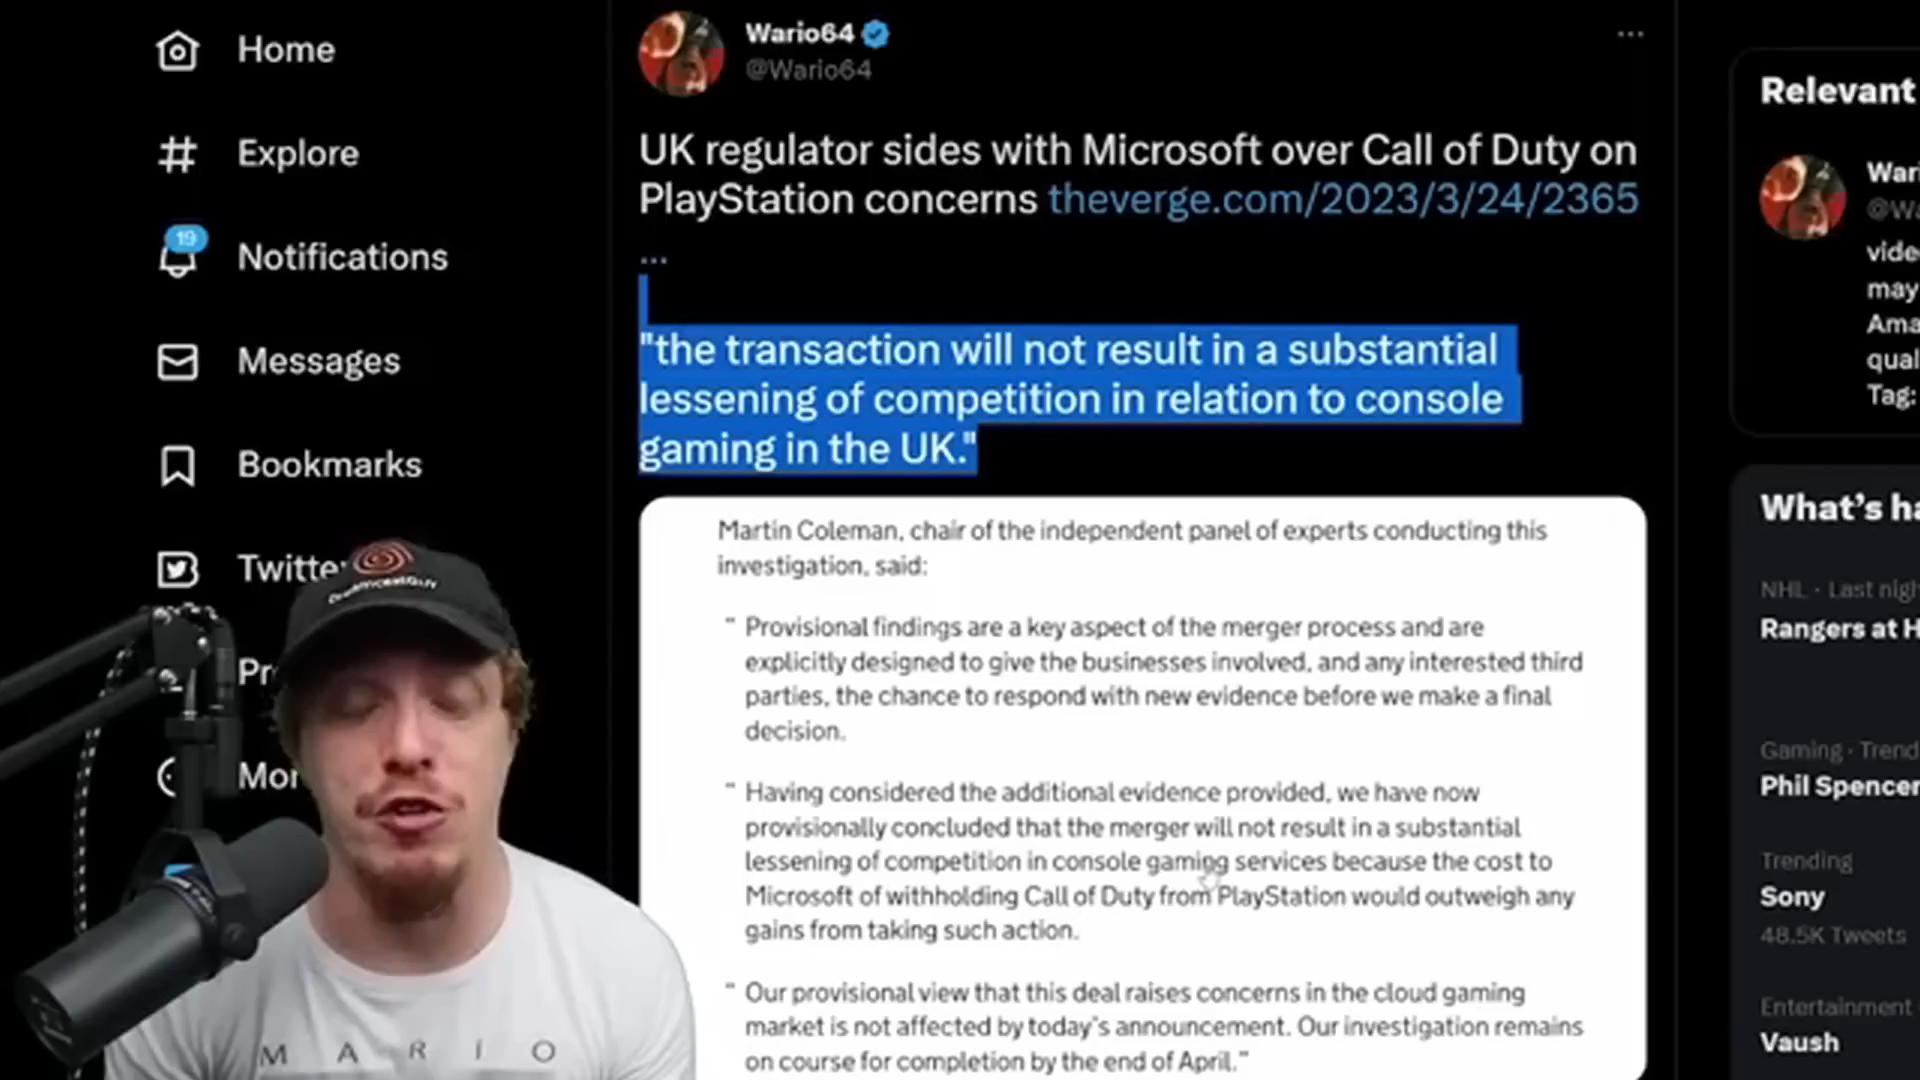 Home
Explore
19
Notifications
Messages
Bookmarks
Twitter
Pr
Mor
Wario64
@Wario64
UK regulator sides with Microsoft over Call of Duty on
PlayStation concerns theverge.com/2023/3/24/2365
...
"the transaction will not result in a substantial
lessening of competition in relation to console
gaming in the UK."
Martin Coleman, chair of the independent panel of experts conducting this
investigation, said:
" Provisional findings are a key aspect of the merger process and are
explicitly designed to give the businesses involved, and any interested third
parties, the chance to respond with new evidence before we make a final
decision.
" Having considered the additional evidence provided, we have now
provisionally concluded that the merger will not result in a substantial
lessening of competition in console gaming services because the cost to
Microsoft of withholding Call of Duty from PlayStation would outweigh any
gains from taking such action.
" Our provisional view that this deal raises concerns in the cloud gaming
market is not affected by today's announcement. Our investigation remains
on course for completion by the end of April."
Relevant
Wari
@Wa
vide
may
Ama
qual
Tag:
What's ha
NHL · Last nigh
Rangers at H
Gaming · Trend
Phil Spencer
Trending
Sony
48.5K Tweets
Entertainment
Vaush
MARIO